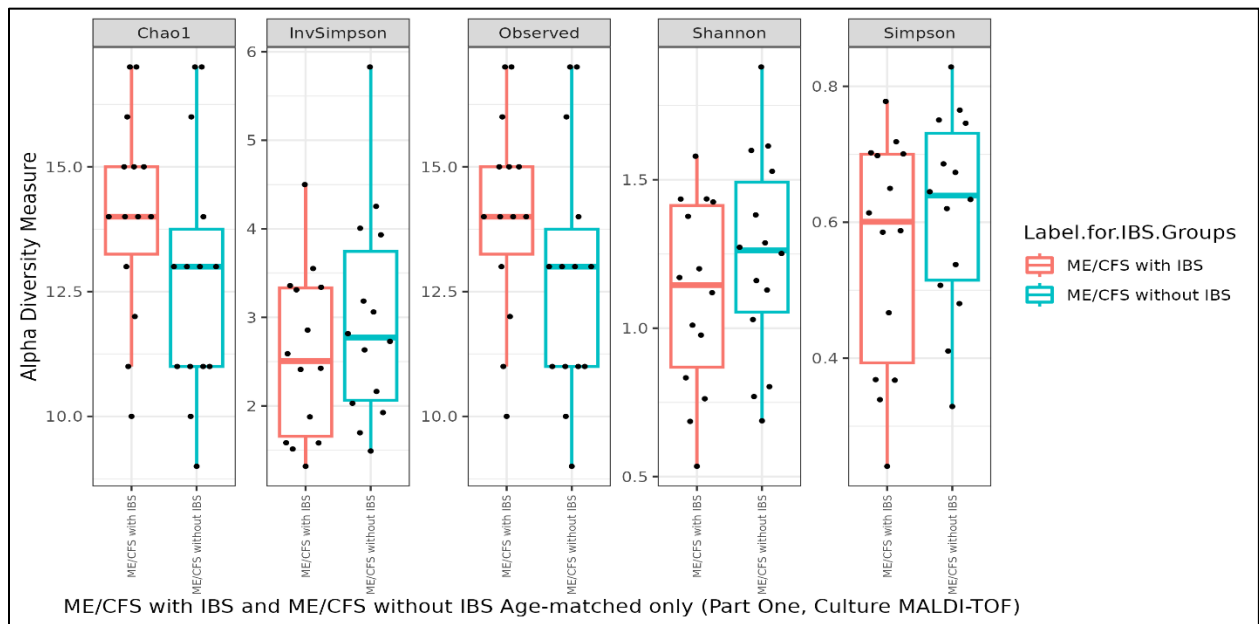 Chao1
InvSimpson
Observed
Shannon
Simpson
Alpha Diversity Measure
15.0
12.5
10.0
6
5
4
3
2
15.0
12.5
10.0
1.5
1.0
0.5
0.8
0.6
0.4
ME/CFS with IBS
ME/CFS without IBS
ME/CFS with IBS
ME/CFS without IBS
ME/CFS with IBS
ME/CFS without IBS
ME/CFS with IBS
ME/CFS without IBS
ME/CFS with IBS
ME/CFS without IBS
Label.for.IBS.Groups
ME/CFS with IBS
ME/CFS without IBS
ME/CFS with IBS and ME/CFS without IBS Age-matched only (Part One, Culture MALDI-TOF)